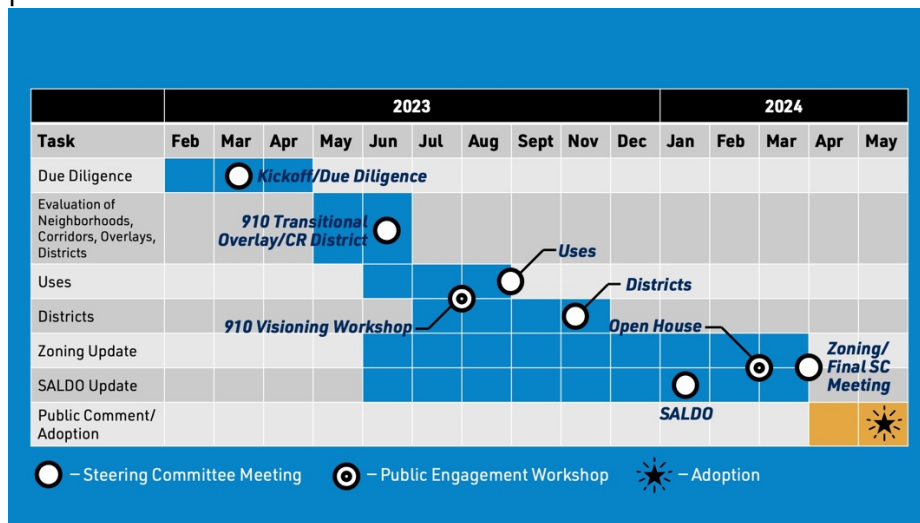 2023 2024
Task Feb Mar Apr May Jun Jul Aug Sept Nov Dec Jan Feb Mar Apr May
Due Diligence Kickoff/Due Diligence
Evaluation of
Neighborhoods,
Corridors, Overlays,
Districts
910 Transitional
Overlay/CR District
Uses
Uses
Districts
Districts
910 Visioning Workshop
Open House
Zoning Update
Zoning/
Final SC
Meeting
SALDO Update
SALDO
Public Comment/
Adoption
– Steering Committee Meeting – Public Engagement Workshop – Adoption